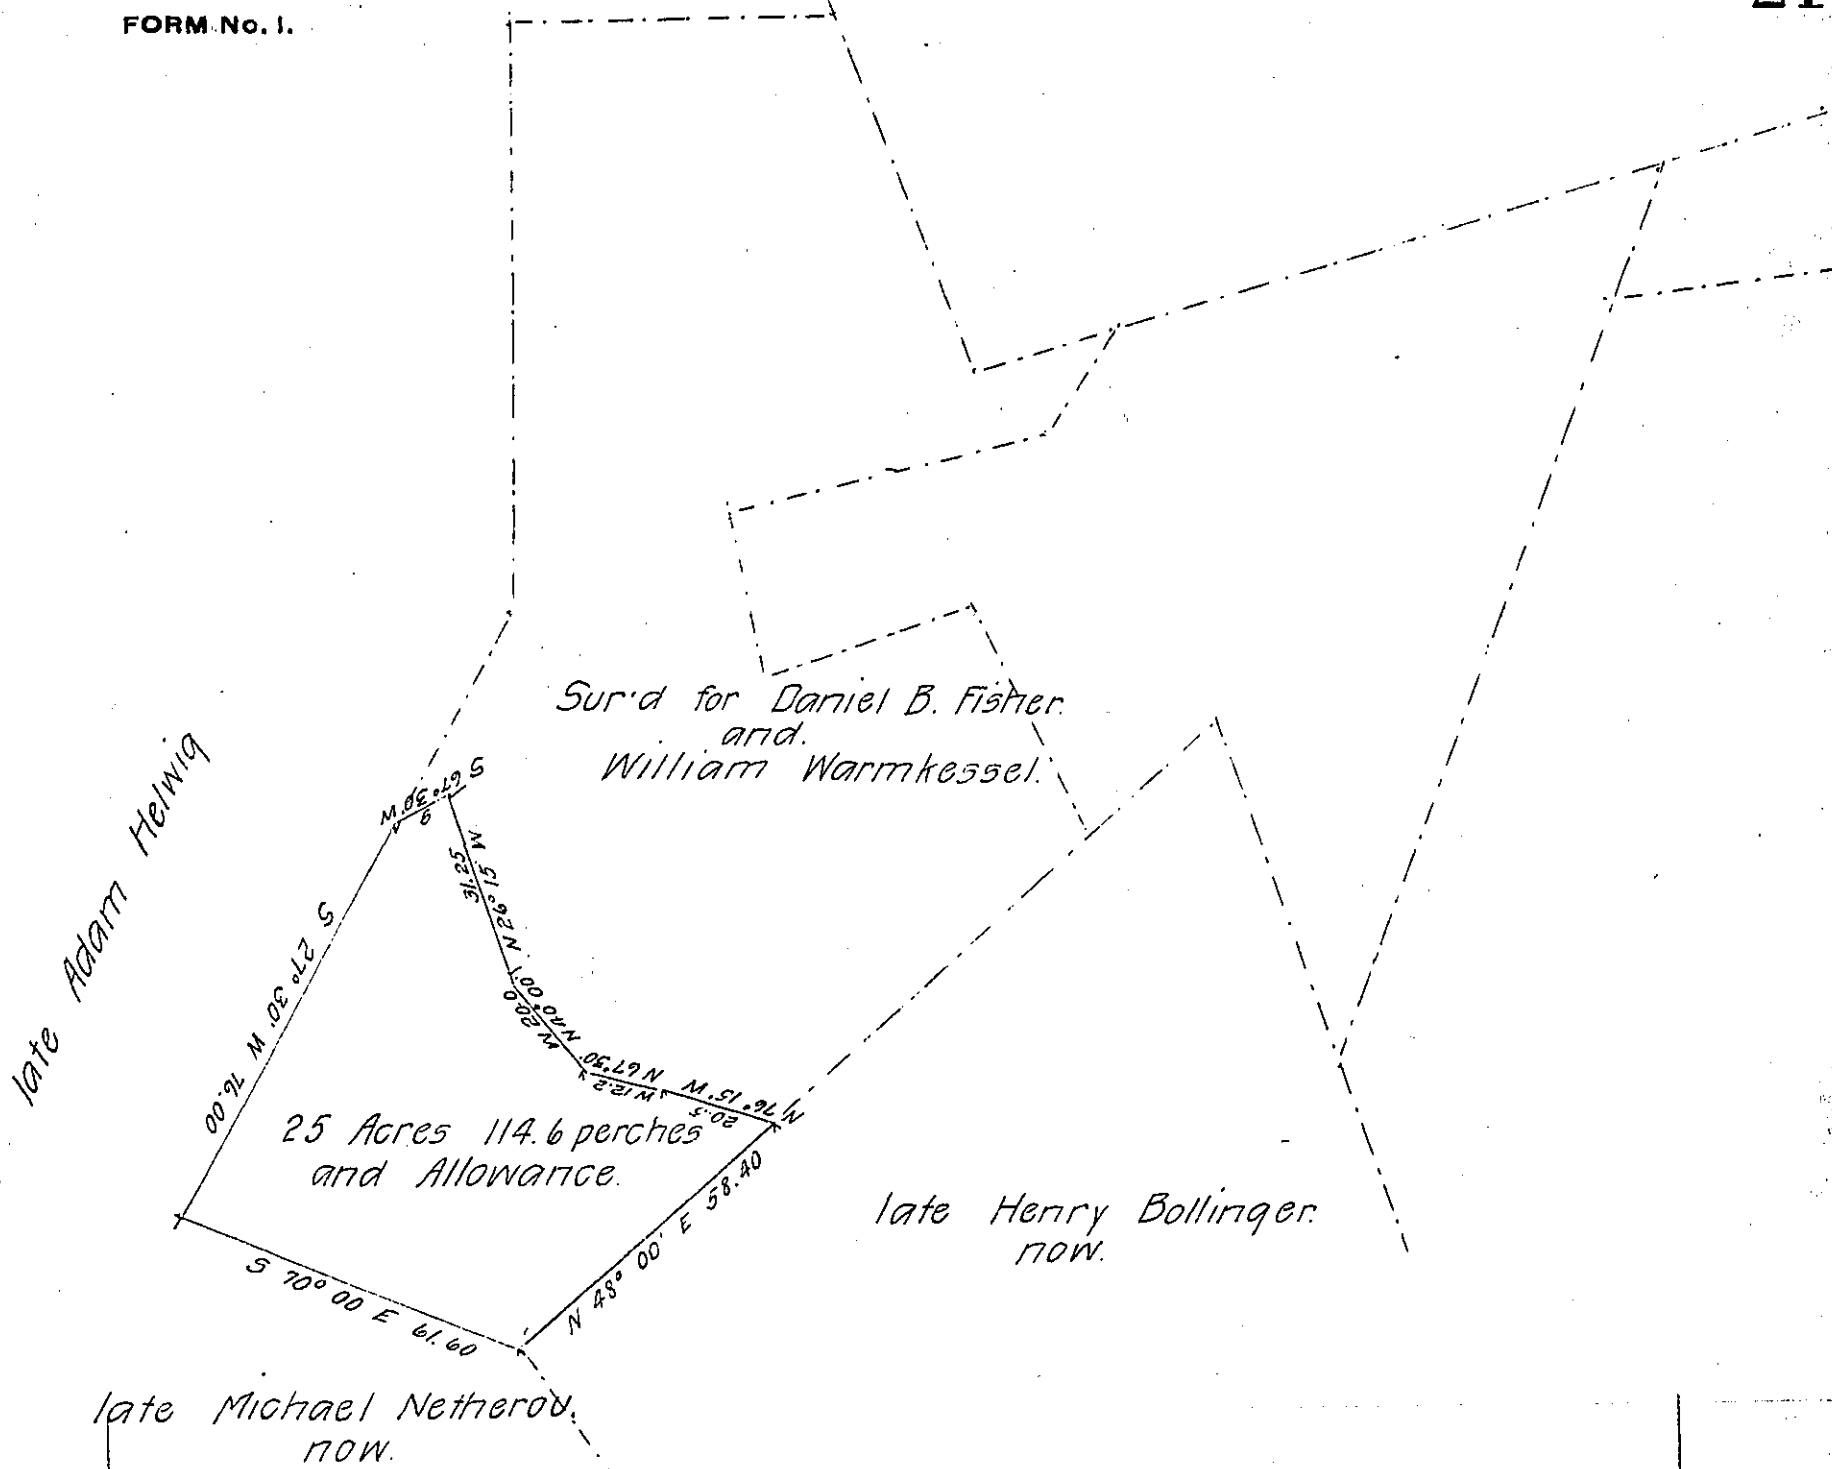 FORM No. 1.
Sur'd for Daniel B. Fisher.
and.
William Warmkessel.
late Adam Helwig
S 67° 30' W
9
31.25
N 26° 15' W
N 40° 00'
W 20.0
N 67° 30'
W 12.2
N 76° 15' W
20.5
S 27° 30' W 76.00
25 Acres 114.6 perches
and Allowance.
N 48° 00' E 58.40
S 70° 00 E 61.60
late Henry Bollinger.
now.
late Michael Netherou.
now.